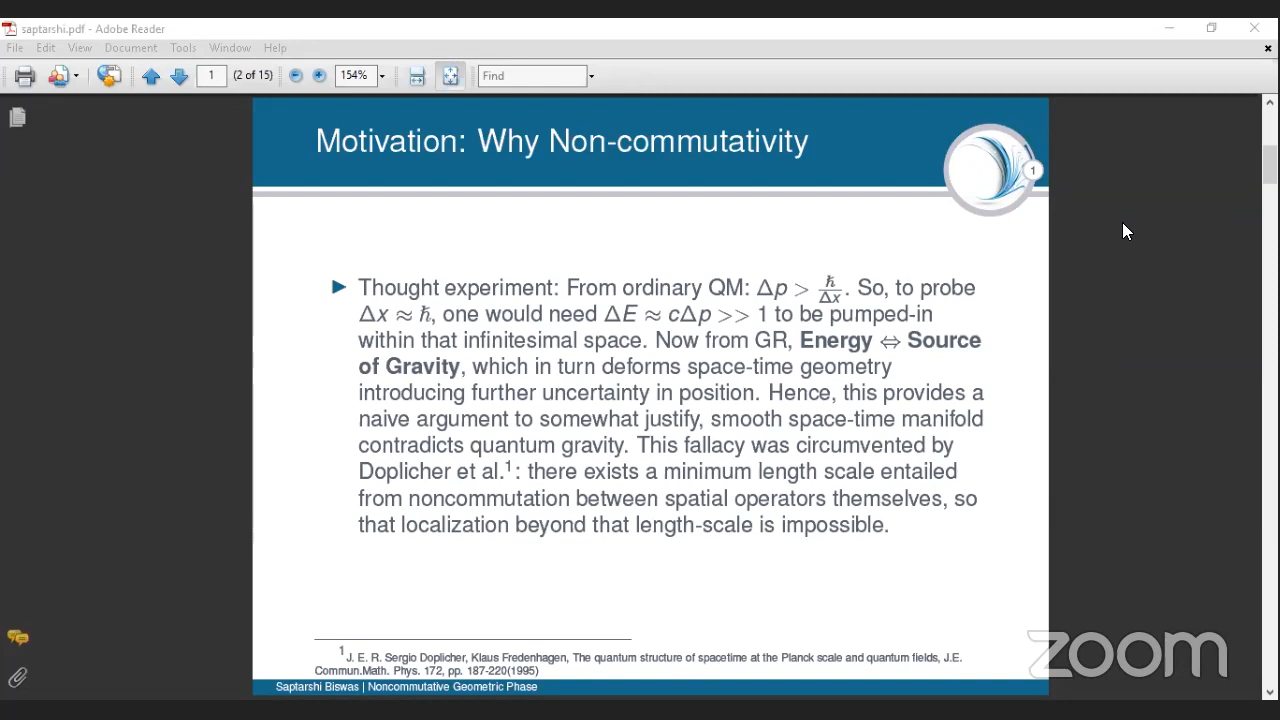 saptarshi.pdf - Adobe Reader
File Edit View Document Tools Window Help
1 (2 of 15) 154% Find
Motivation: Why Non-commutativity
1
► Thought experiment: From ordinary QM: Δp > ℏ/Δx. So, to probe
Δx ≈ ℏ, one would need ΔE ≈ cΔp >> 1 to be pumped-in
within that infinitesimal space. Now from GR, Energy ⇔ Source
of Gravity, which in turn deforms space-time geometry
introducing further uncertainty in position. Hence, this provides a
naive argument to somewhat justify, smooth space-time manifold
contradicts quantum gravity. This fallacy was circumvented by
Doplicher et al.¹: there exists a minimum length scale entailed
from noncommutation between spatial operators themselves, so
that localization beyond that length-scale is impossible.
¹J. E. R. Sergio Doplicher, Klaus Fredenhagen, The quantum structure of spacetime at the Planck scale and quantum fields, J.E.
Commun.Math. Phys. 172, pp. 187-220(1995)
Saptarshi Biswas | Noncommutative Geometric Phase
zoom